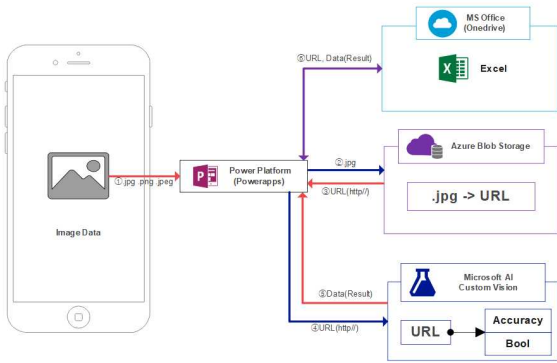 MS Office
(Onedrive)
Excel
⑥URL, Data(Result)
Azure Blob Storage
②.jpg
Power Platform
(Powerapps)
①.jpg .png .jpeg
③URL(http//)
.jpg -> URL
Image Data
Microsoft AI
Custom Vision
⑤Data(Result)
④URL(http//)
URL
Accuracy
Bool